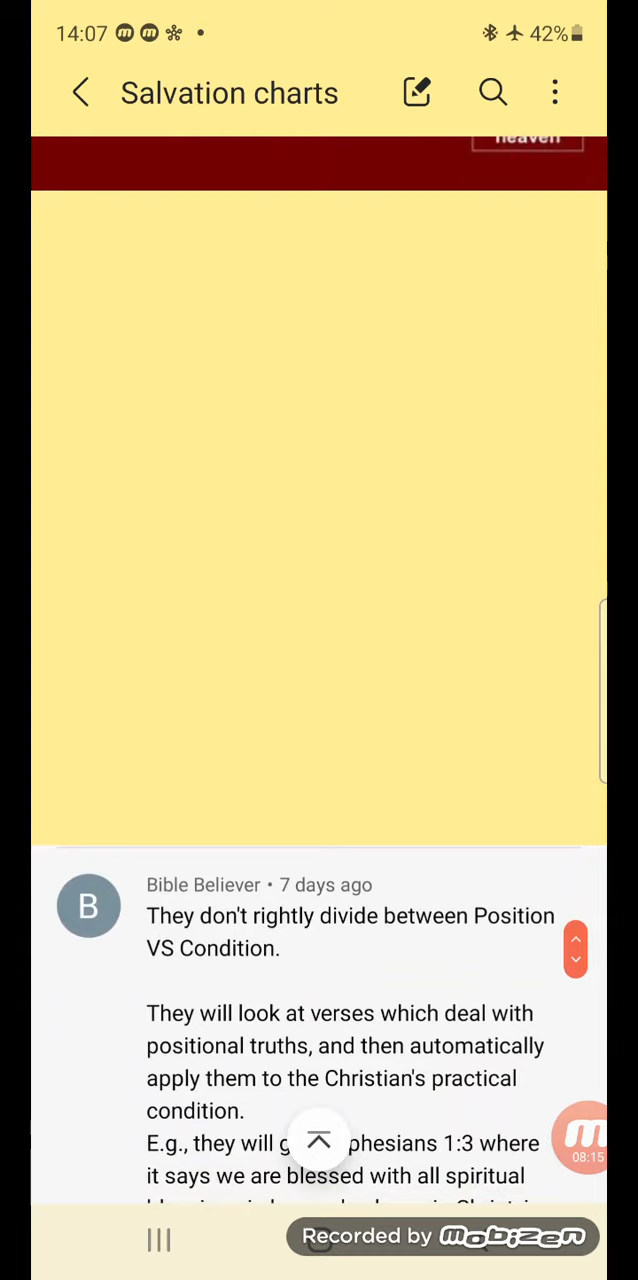 14:07 42%
Salvation charts
heaven
B
Bible Believer • 7 days ago
They don't rightly divide between Position
VS Condition.
They will look at verses which deal with
positional truths, and then automatically
apply them to the Christian's practical
condition.
E.g., they will phesians 1:3 where
it says we are blessed with all spiritual
08:15
Recorded by mobizen